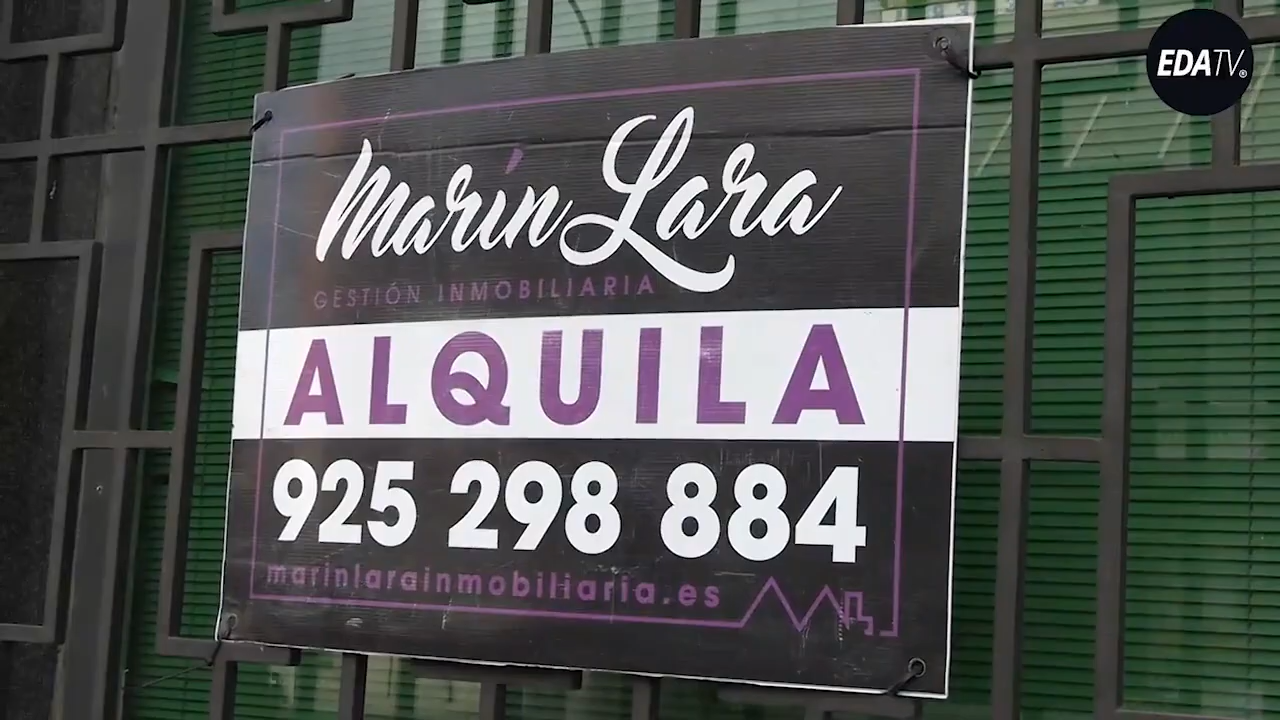 EDATV®
Marín Lara
GESTIÓN INMOBILIARIA
ALQUILA
925 298 884
marinlarainmobiliaria.es